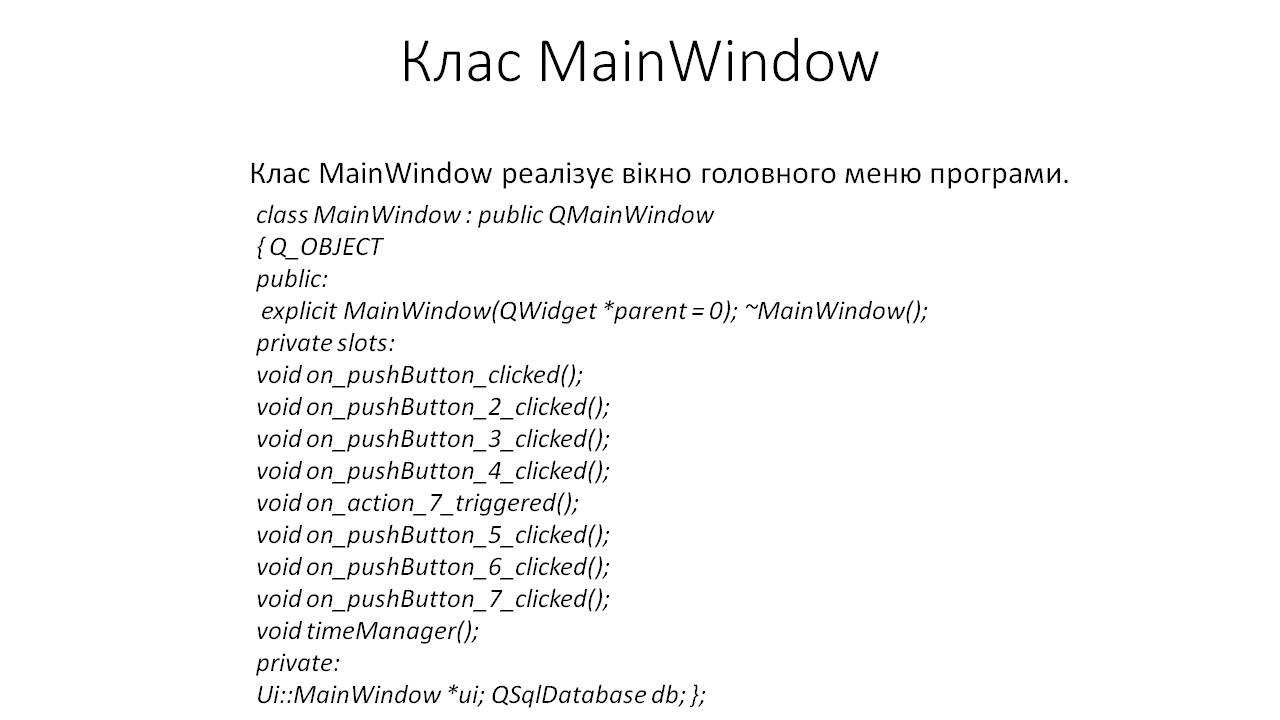 Клас MainWindow
Клас MainWindow реалізує вікно головного меню програми.
class MainWindow : public QMainWindow
{ Q_OBJECT
public:
explicit MainWindow(QWidget *parent = 0); ~MainWindow();
private slots:
void on_pushButton_clicked();
void on_pushButton_2_clicked();
void on_pushButton_3_clicked();
void on_pushButton_4_clicked();
void on_action_7_triggered();
void on_pushButton_5_clicked();
void on_pushButton_6_clicked();
void on_pushButton_7_clicked();
void timeManager();
private:
Ui::MainWindow *ui; QSqlDatabase db; };